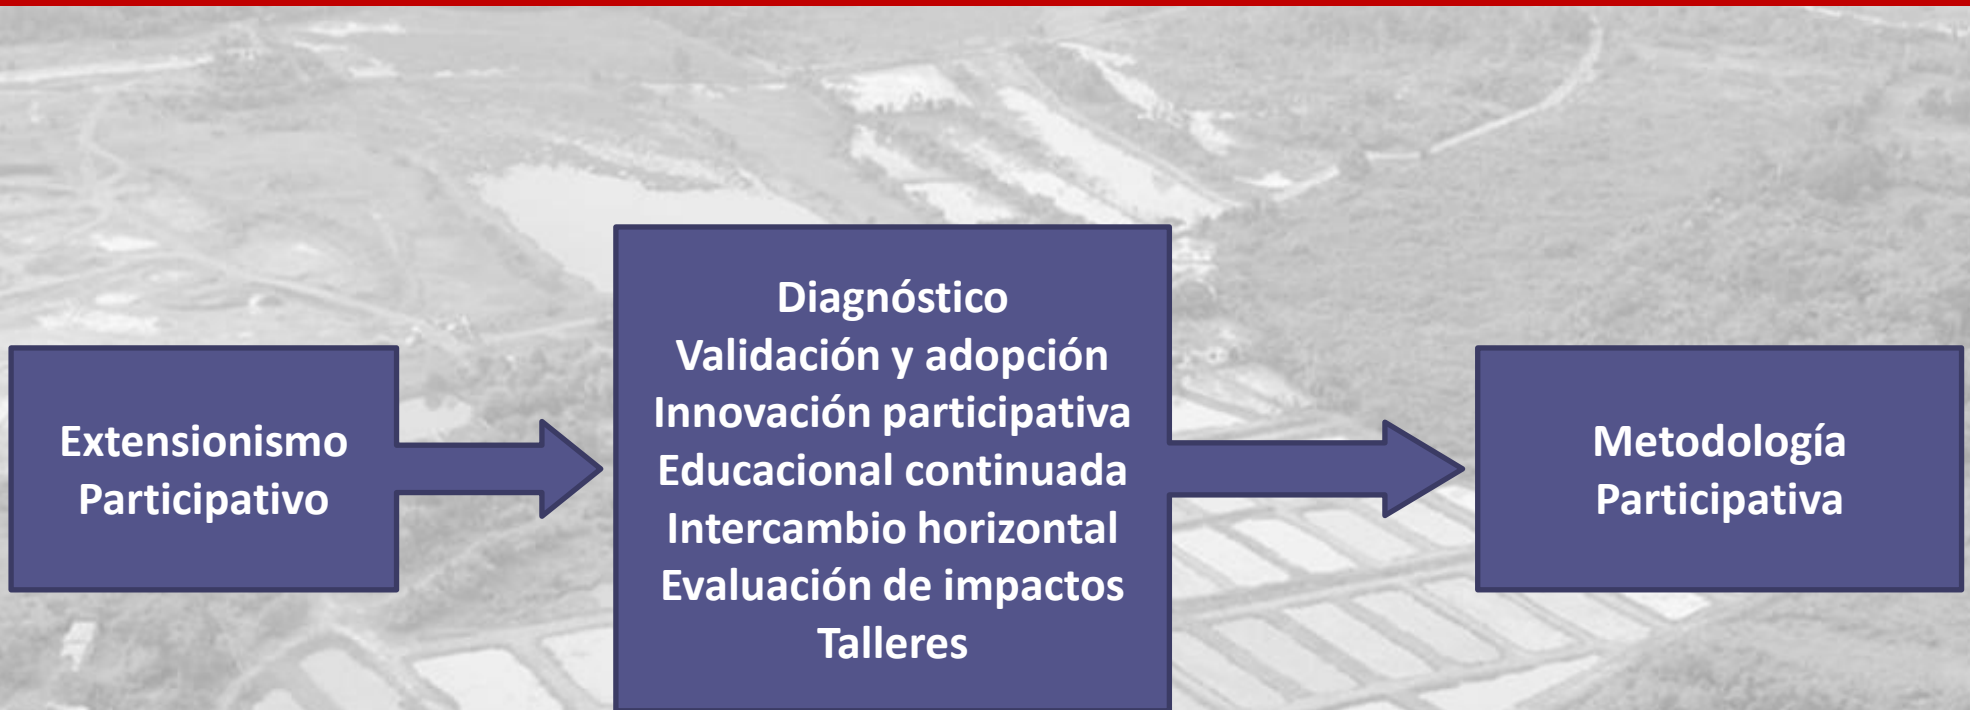 Extensionismo
Participativo
Diagnóstico
Validación y adopción
Innovación participativa
Educacional continuada
Intercambio horizontal
Evaluación de impactos
Talleres
Metodología
Participativa